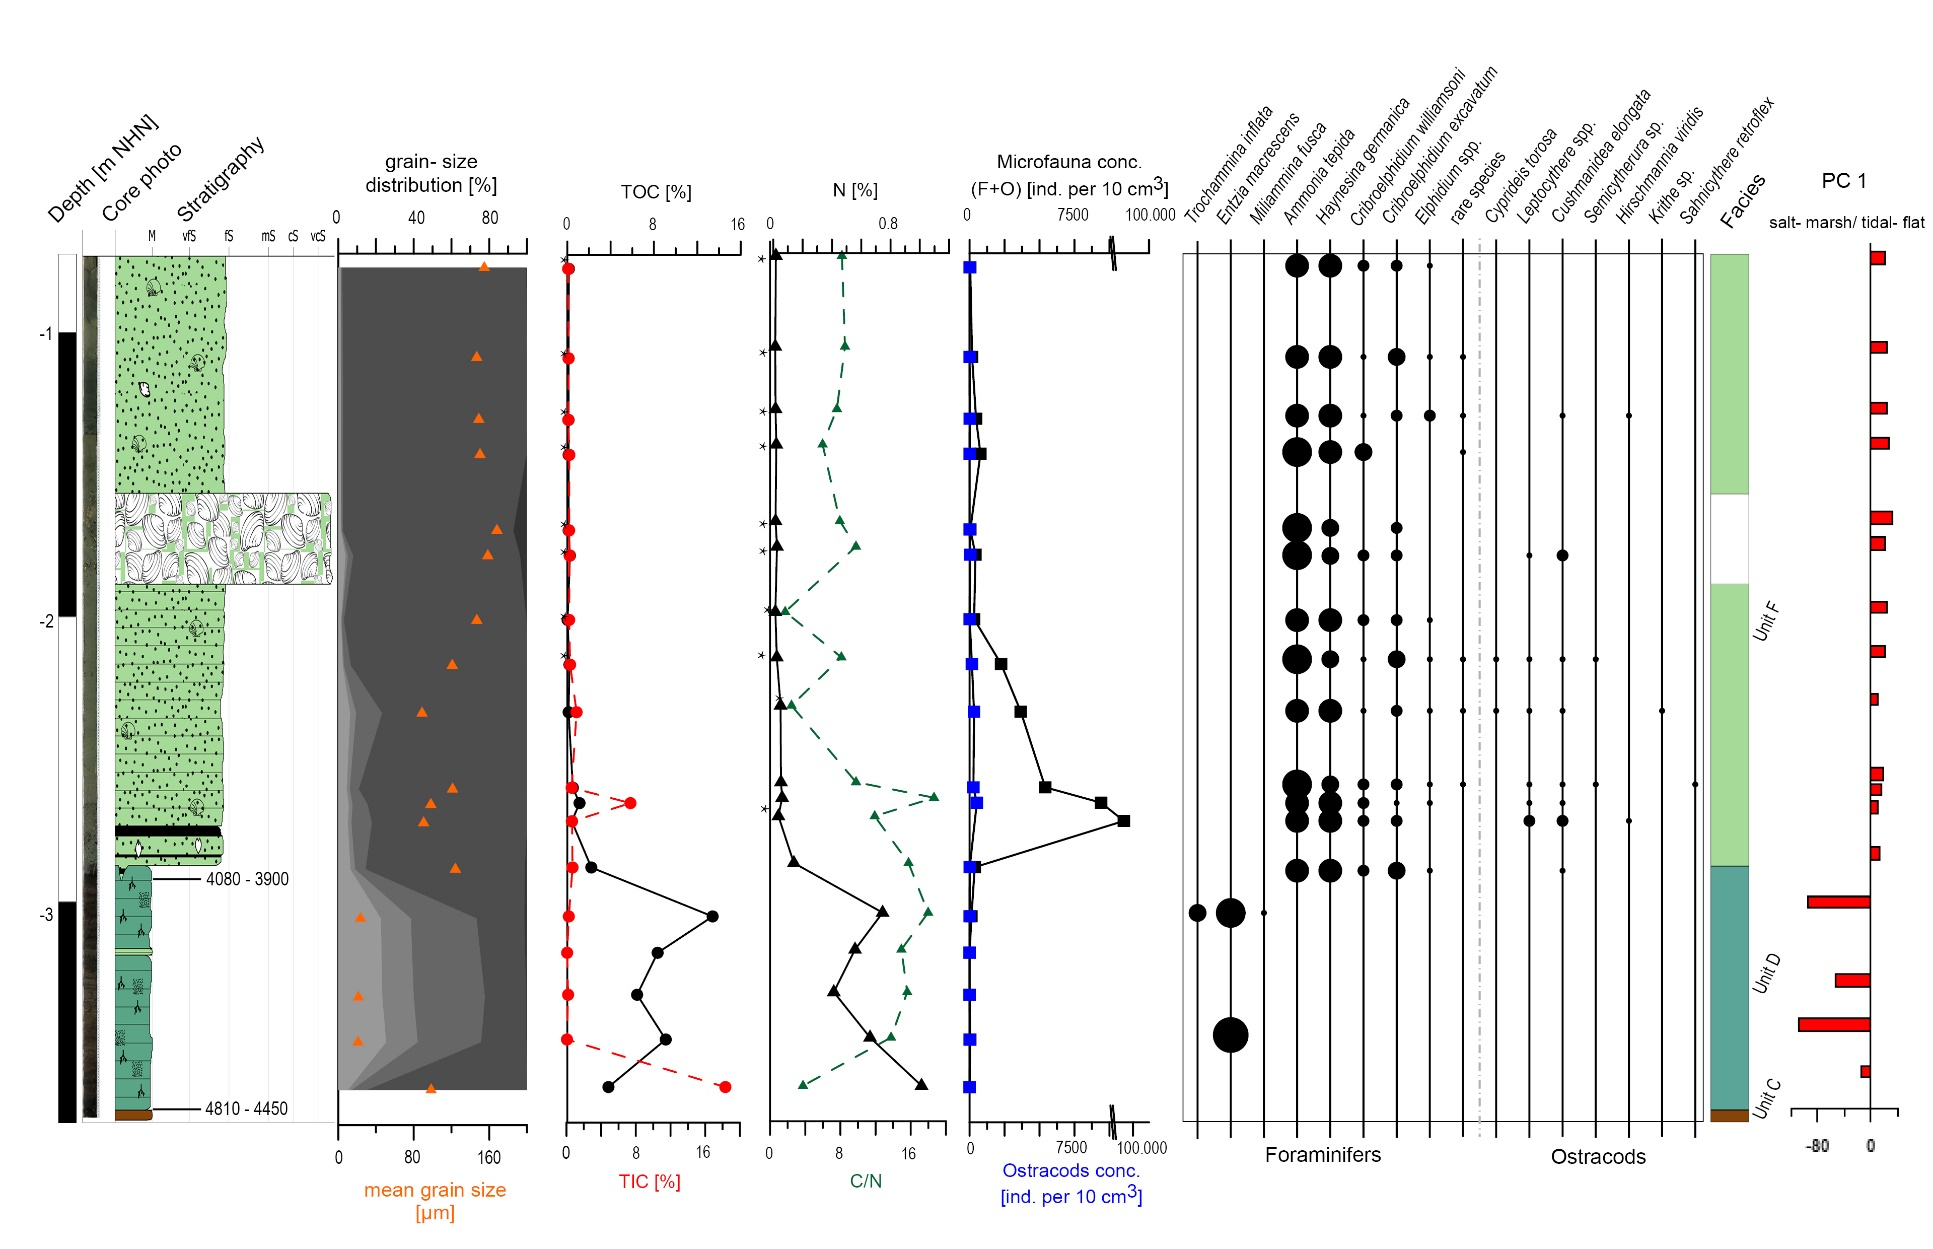 Depth [m NHN]
Core photo
Stratigraphy
M vfS fS mS cS vcS
grain- size
distribution [%]
0 40 80
TOC [%]
0 8 16
N [%]
0 0.8
Microfauna conc.
(F+O) [ind. per 10 cm3]
0 7500 100.000
Trochammina inflata
Entzia macrescens
Miliammina fusca
Ammonia tepida
Haynesina germanica
Cribroelphidium williamsoni
Cribroelphidium excavatum
Elphidium spp.
rare species
Cyprideis torosa
Leptocythere spp.
Cushmanidea elongata
Semicytherura sp.
Hirschmannia viridis
Krithe sp.
Sahnicythere retroflex
Facies
PC 1
salt- marsh/ tidal- flat
-1
-2
-3
4080 - 3900
4810 - 4450
Unit F
Unit D
Unit C
0 80 160
mean grain size
[µm]
0 8 16
TIC [%]
0 8 16
C/N
0 7500 100.000
Ostracods conc.
[ind. per 10 cm3]
Foraminifers
Ostracods
-80 0